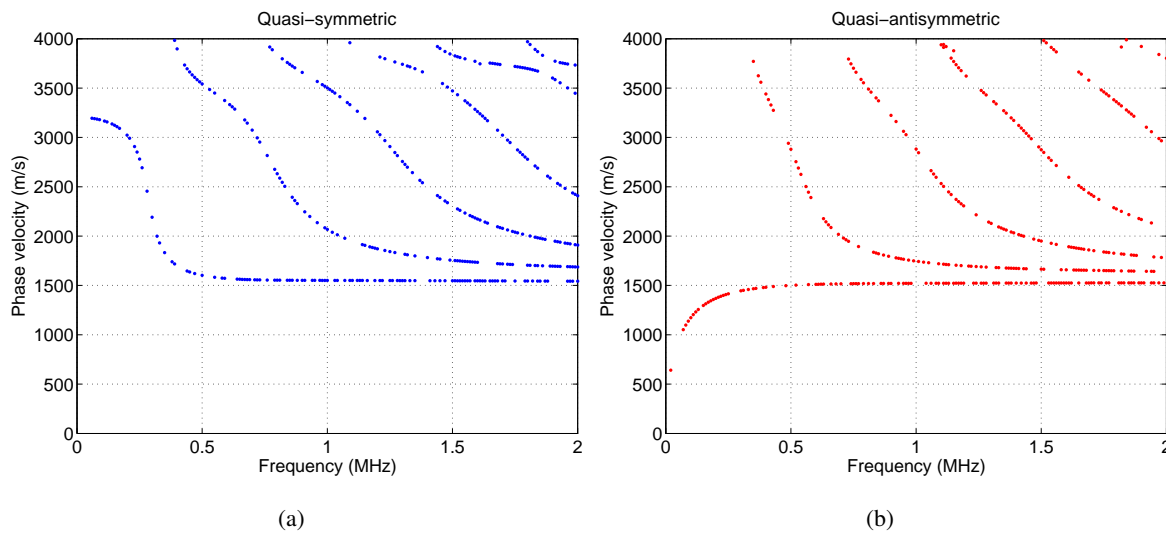 Quasi−symmetric
4000
3500
3000
2500
2000
1500
1000
500
0
Phase velocity (m/s)
0 0.5 1 1.5 2
Frequency (MHz)
(a)
Quasi−antisymmetric
4000
3500
3000
2500
2000
1500
1000
500
0
Phase velocity (m/s)
0 0.5 1 1.5 2
Frequency (MHz)
(b)